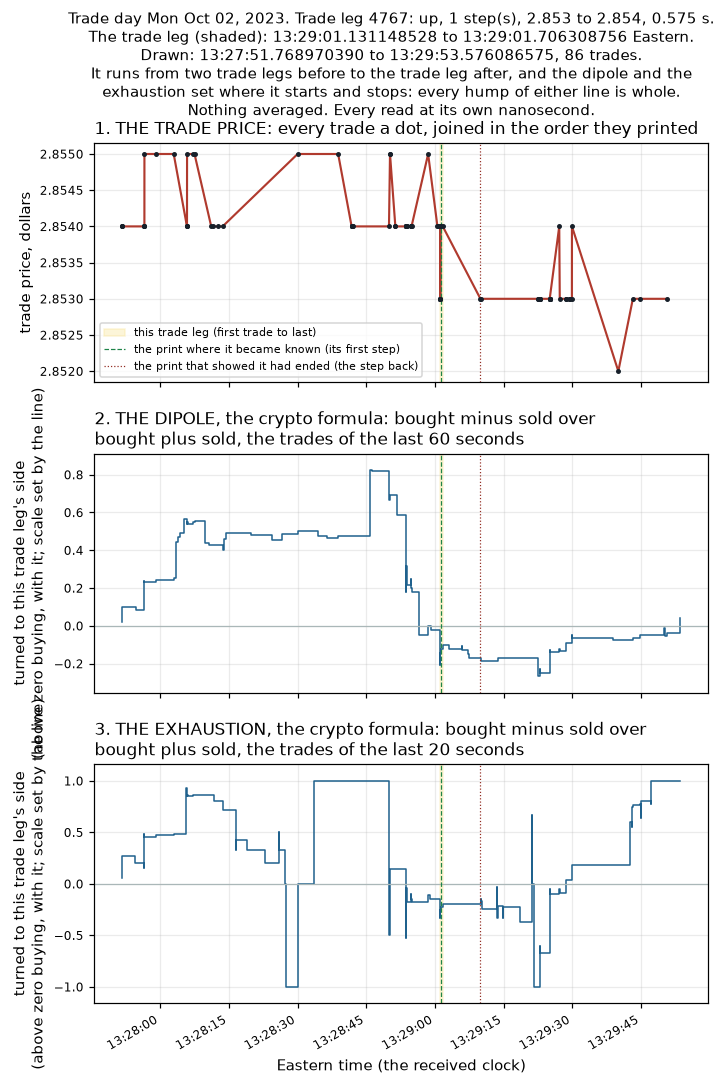 Trade day Mon Oct 02, 2023. Trade leg 4767: up, 1 step(s), 2.853 to 2.854, 0.575 s.
The trade leg (shaded): 13:29:01.131148528 to 13:29:01.706308756 Eastern.
Drawn: 13:27:51.768970390 to 13:29:53.576086575, 86 trades.
It runs from two trade legs before to the trade leg after, and the dipole and the
exhaustion set where it starts and stops: every hump of either line is whole.
Nothing averaged. Every read at its own nanosecond.
1. THE TRADE PRICE: every trade a dot, joined in the order they printed
trade price, dollars
2.8550
2.8545
2.8540
2.8535
2.8530
2.8525
2.8520
this trade leg (first trade to last)
the print where it became known (its first step)
the print that showed it had ended (the step back)
2. THE DIPOLE, the crypto formula: bought minus sold over
bought plus sold, the trades of the last 60 seconds
turned to this trade leg's side
(above zero buying, with it; scale set by the line)
0.8
0.6
0.4
0.2
0.0
−0.2
3. THE EXHAUSTION, the crypto formula: bought minus sold over
bought plus sold, the trades of the last 20 seconds
turned to this trade leg's side
(above zero buying, with it; scale set by the line)
1.0
0.5
0.0
−0.5
−1.0
13:28:00
13:28:15
13:28:30
13:28:45
13:29:00
13:29:15
13:29:30
13:29:45
Eastern time (the received clock)